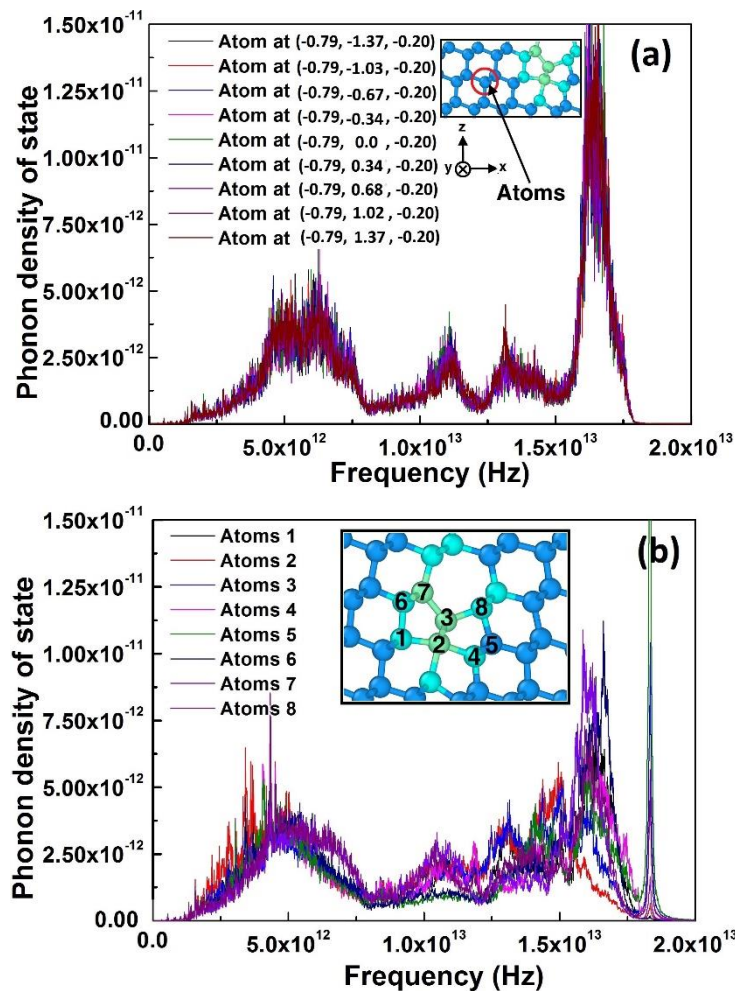 (a)
Phonon density of state
1.50x10^-11
1.25x10^-11
1.00x10^-11
7.50x10^-12
5.00x10^-12
2.50x10^-12
0.00
Atom at (-0.79, -1.37, -0.20)
Atom at (-0.79, -1.03, -0.20)
Atom at (-0.79, -0.67, -0.20)
Atom at (-0.79, -0.34, -0.20)
Atom at (-0.79, 0.0 , -0.20)
Atom at (-0.79, 0.34, -0.20)
Atom at (-0.79, 0.68, -0.20)
Atom at (-0.79, 1.02, -0.20)
Atom at (-0.79, 1.37, -0.20)
z
y x
Atoms
0.0 5.0x10^12 1.0x10^13 1.5x10^13 2.0x10^13
Frequency (Hz)
(b)
Phonon density of state
1.50x10^-11
1.25x10^-11
1.00x10^-11
7.50x10^-12
5.00x10^-12
2.50x10^-12
0.00
Atoms 1
Atoms 2
Atoms 3
Atoms 4
Atoms 5
Atoms 6
Atoms 7
Atoms 8
7
6
8
3
1
2
5
4
0.0 5.0x10^12 1.0x10^13 1.5x10^13 2.0x10^13
Frequency (Hz)